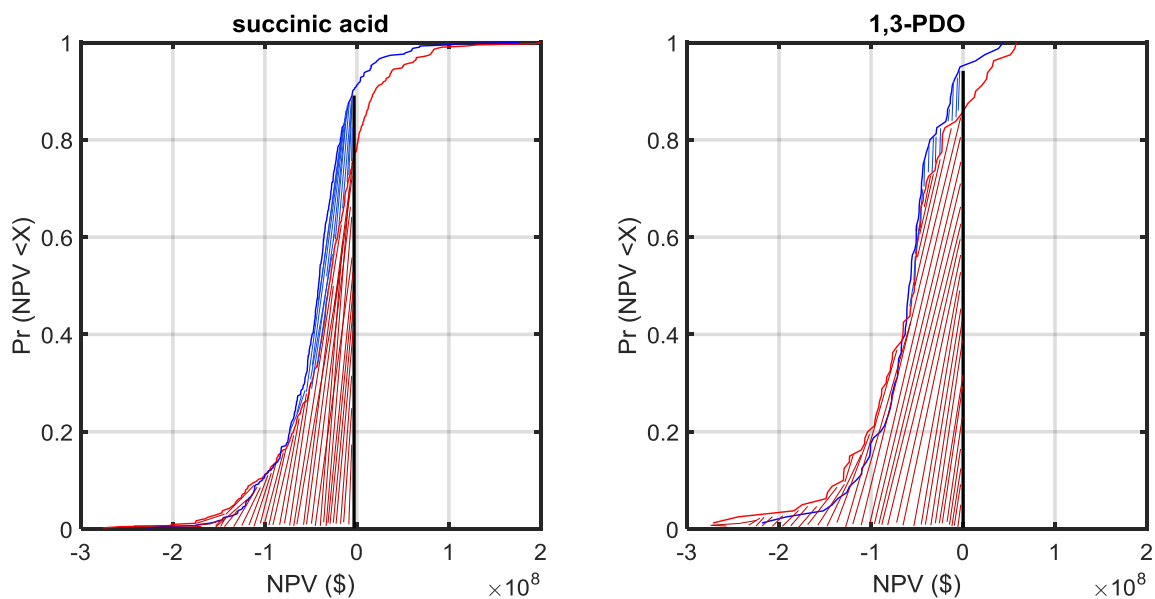 succinic acid
1
0.8
0.6
0.4
0.2
0
Pr (NPV <X)
-3 -2 -1 0 1 2
NPV ($)
×10^8
1,3-PDO
1
0.8
0.6
0.4
0.2
0
Pr (NPV <X)
-3 -2 -1 0 1 2
NPV ($)
×10^8